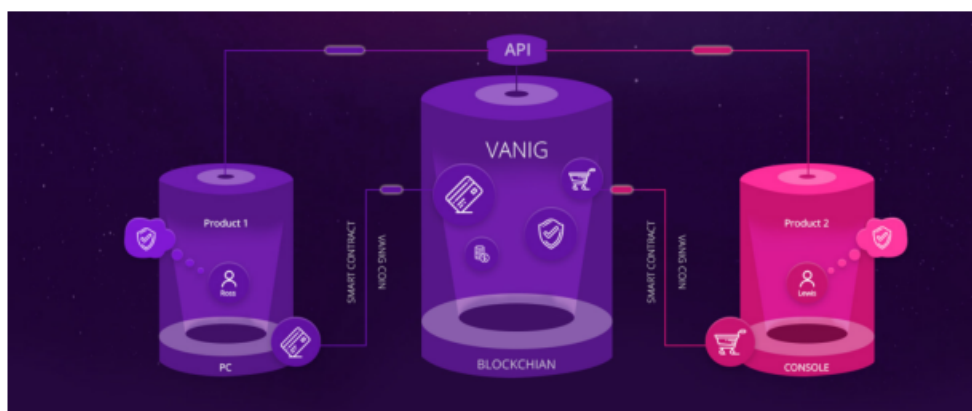 API
VANIG
Product 1
Product 2
Ross
Lewis
SMART CONTRACT
VANIG COIN
SMART CONTRACT
VANIG COIN
BLOCKCHIAN
PC
CONSOLE